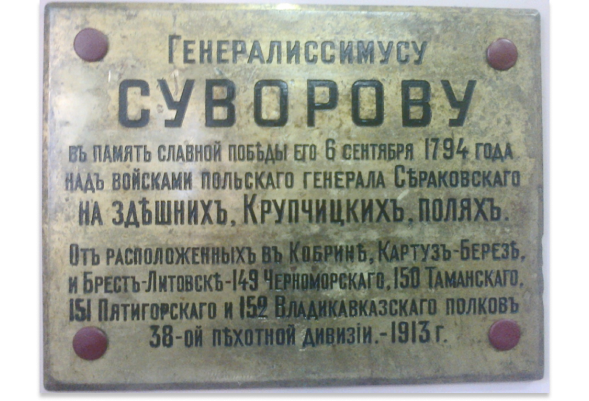 Генералиссимусу
СУВОРОВУ
въ память славной побѣды его 6 сентября 1794 года
надъ войсками польскаго генерала Сѣраковскаго
на здѣшнихъ, Крупчицкихъ, поляхъ.
Отъ расположенныхъ въ Кобринѣ, Картузъ-Березѣ,
и Брестъ-Литовскѣ-149 Черноморскаго, 150 Таманскаго,
151 Пятигорскаго и 152 Владикавказскаго полковъ
38-ой пѣхотной дивизіи.-1913 г.